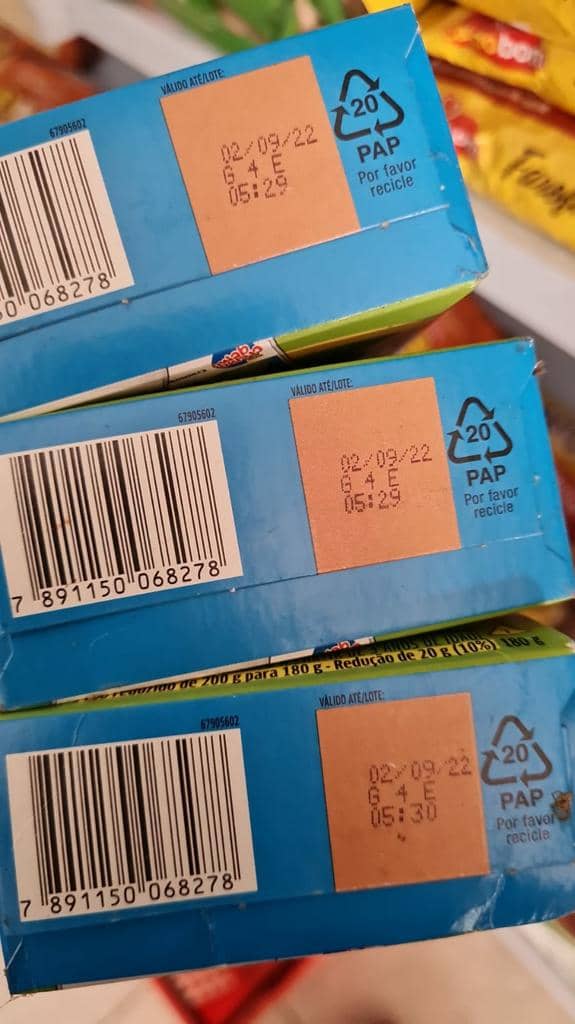 67905602
VÁLIDO ATÉ/LOTE:
02/09/22
G 4 E
05:29
20
PAP
Por favor
recicle
50 068278
67905602
VÁLIDO ATÉ/LOTE:
02/09/22
G 4 E
05:29
20
PAP
Por favor
recicle
7 891150 068278
de 200 g para 180 g - Redução de 20 g (10%) 180 g
67905602
VÁLIDO ATÉ/LOTE:
02/09/22
G 4 E
05:30
20
PAP
Por favor
recicle
7 891150 068278